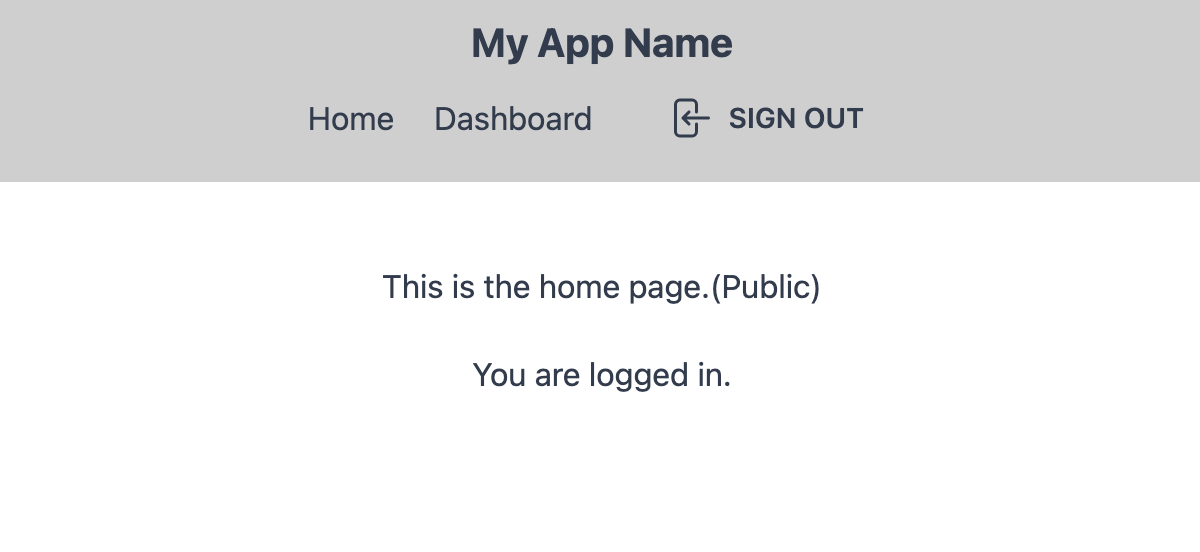 My App Name
Home Dashboard SIGN OUT
This is the home page.(Public)
You are logged in.